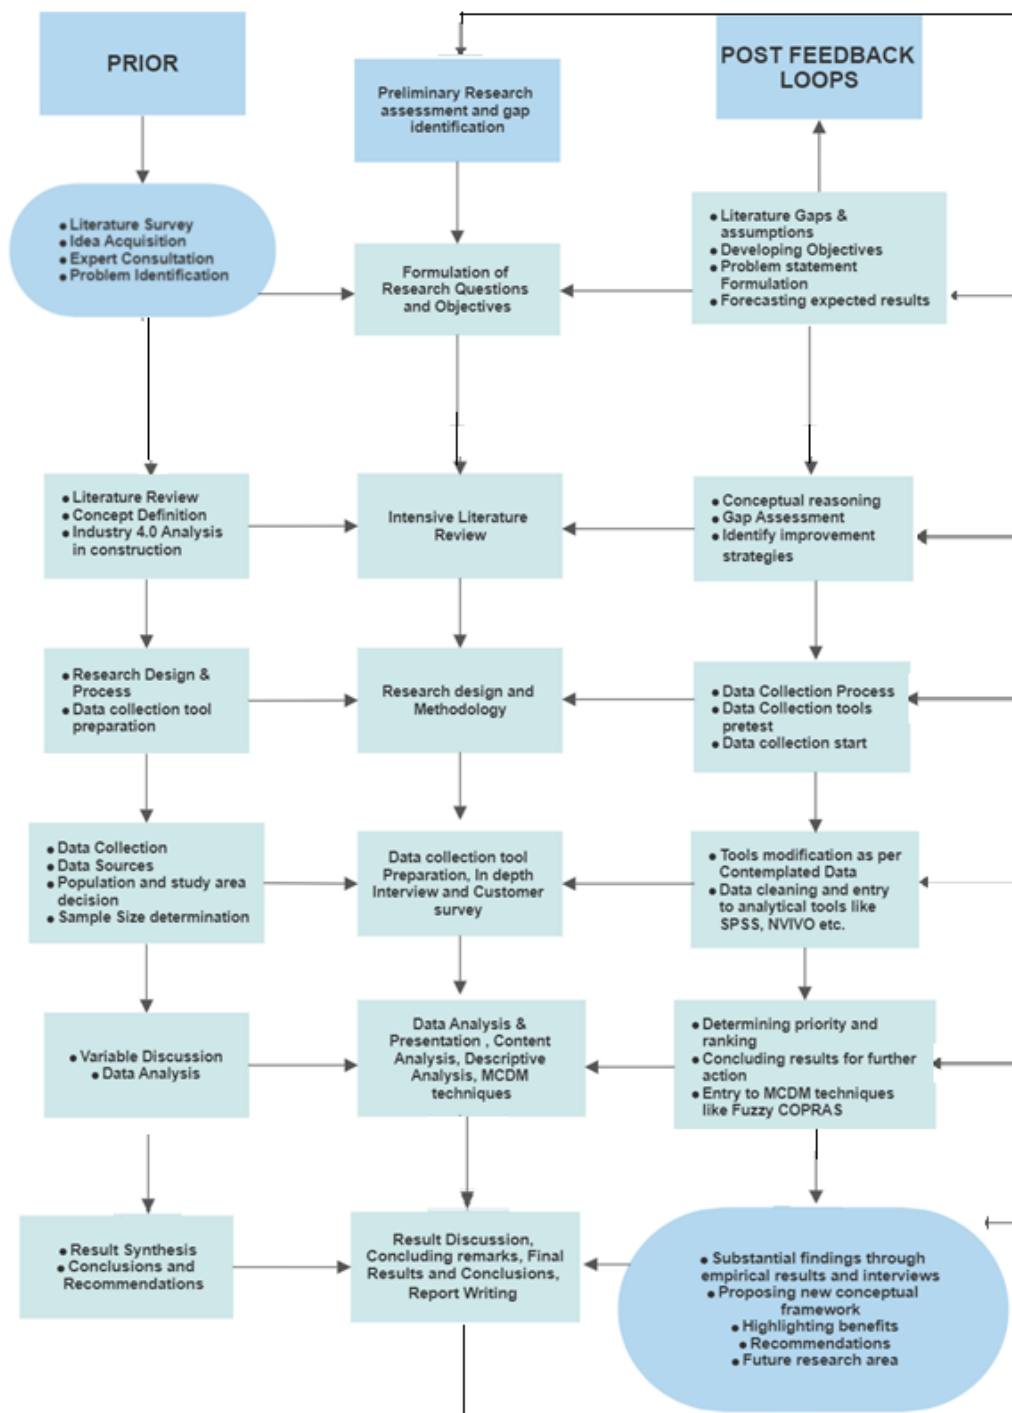 PRIOR
Preliminary Research
assessment and gap
identification
POST FEEDBACK
LOOPS
● Literature Survey
● Idea Acquisition
● Expert Consultation
● Problem Identification
Formulation of
Research Questions
and Objectives
● Literature Gaps &
assumptions
● Developing Objectives
● Problem statement
Formulation
● Forecasting expected results
● Literature Review
● Concept Definition
● Industry 4.0 Analysis
in construction
Intensive Literature
Review
● Conceptual reasoning
● Gap Assessment
● Identify improvement
strategies
● Research Design &
Process
● Data collection tool
preparation
Research design and
Methodology
● Data Collection Process
● Data Collection tools
pretest
● Data collection start
● Data Collection
● Data Sources
● Population and study area
decision
● Sample Size determination
Data collection tool
Preparation, In depth
Interview and Customer
survey
● Tools modification as per
Contemplated Data
● Data cleaning and entry
to analytical tools like
SPSS, NVIVO etc.
● Variable Discussion
● Data Analysis
Data Analysis &
Presentation , Content
Analysis, Descriptive
Analysis, MCDM
techniques
● Determining priority and
ranking
● Concluding results for further
action
● Entry to MCDM techniques
like Fuzzy COPRAS
● Result Synthesis
● Conclusions and
Recommendations
Result Discussion,
Concluding remarks, Final
Results and Conclusions,
Report Writing
● Substantial findings through
empirical results and interviews
● Proposing new conceptual
framework
● Highlighting benefits
● Recommendations
● Future research area